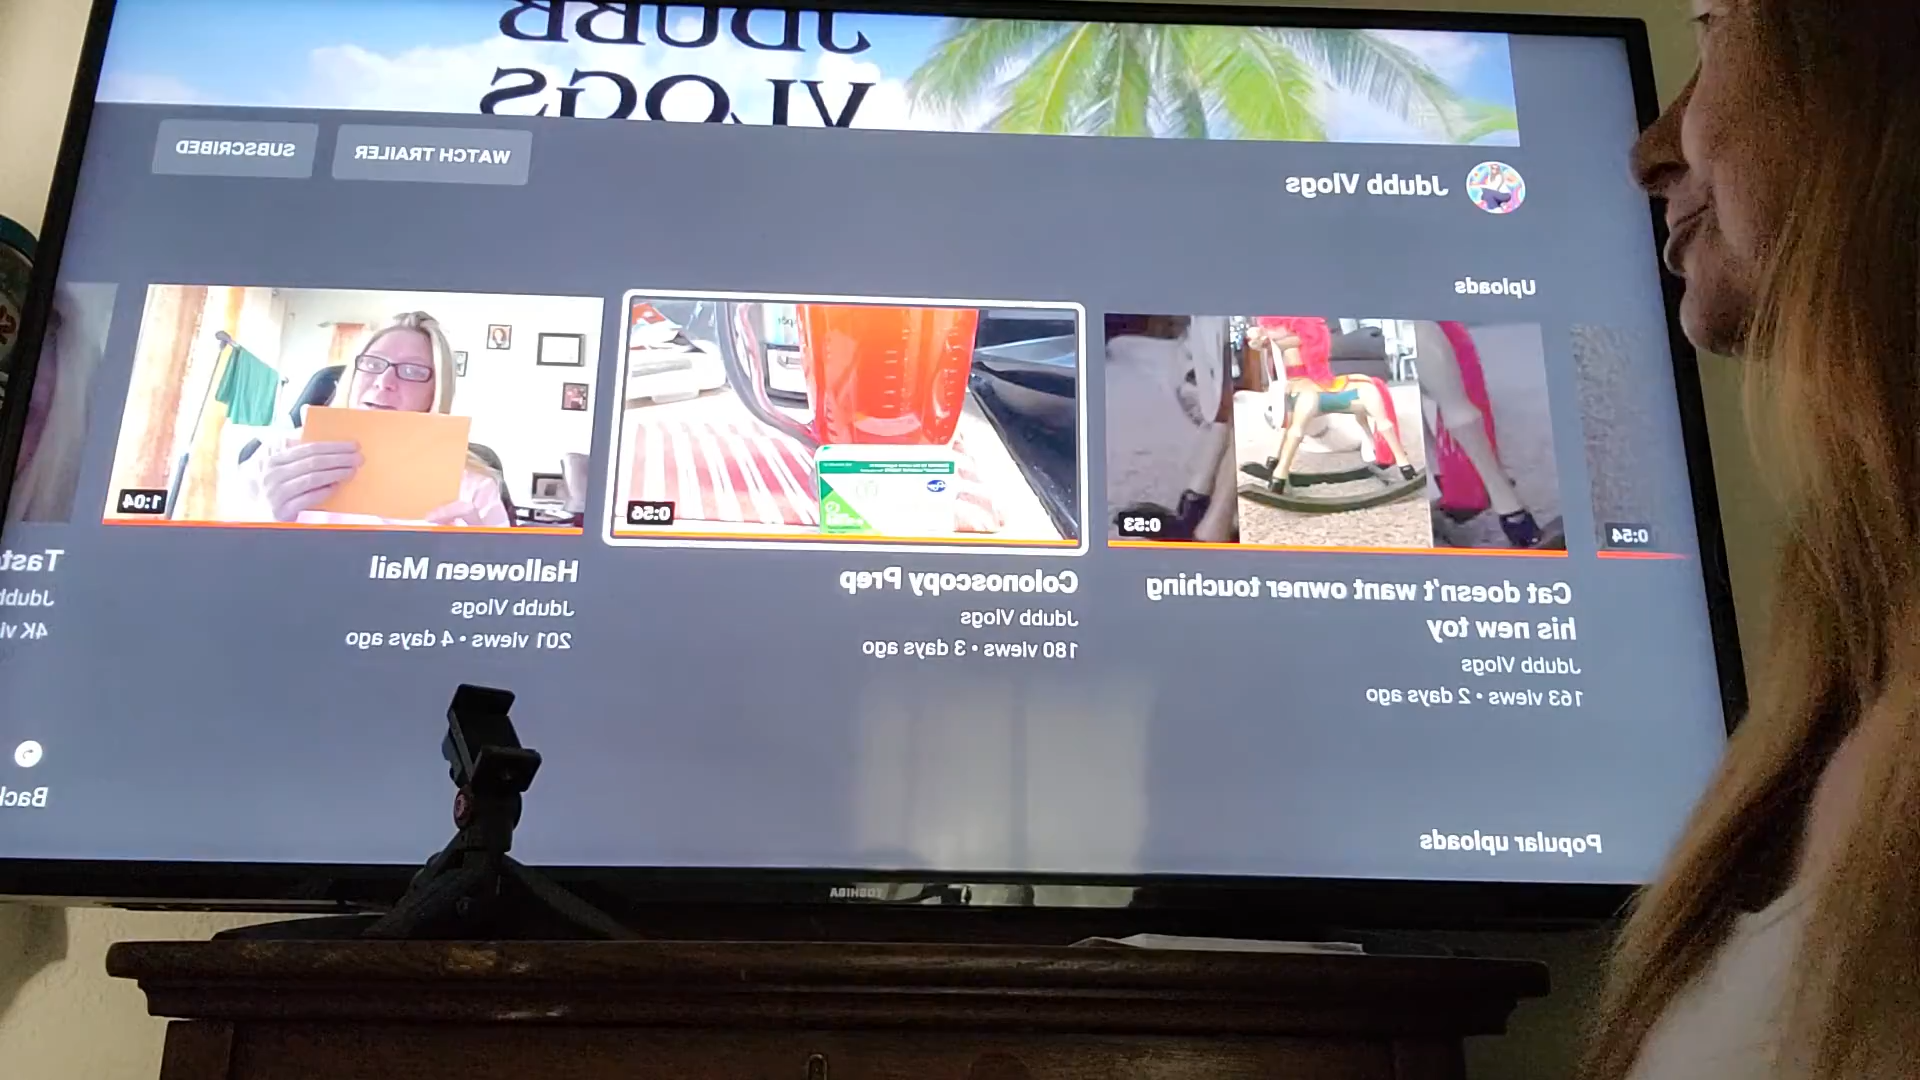 JDUBB
VLOGS
Jdubb Vlogs
WATCH TRAILER
SUBSCRIBED
Uploads
0:54
0:53
0:56
1:04
Cat doesn't want owner touching
his new toy
Jdubb Vlogs
163 views • 2 days ago
Colonoscopy Prep
Jdubb Vlogs
180 views • 3 days ago
Halloween Mail
Jdubb Vlogs
201 views • 4 days ago
Popular uploads
Back
TOSHIBA